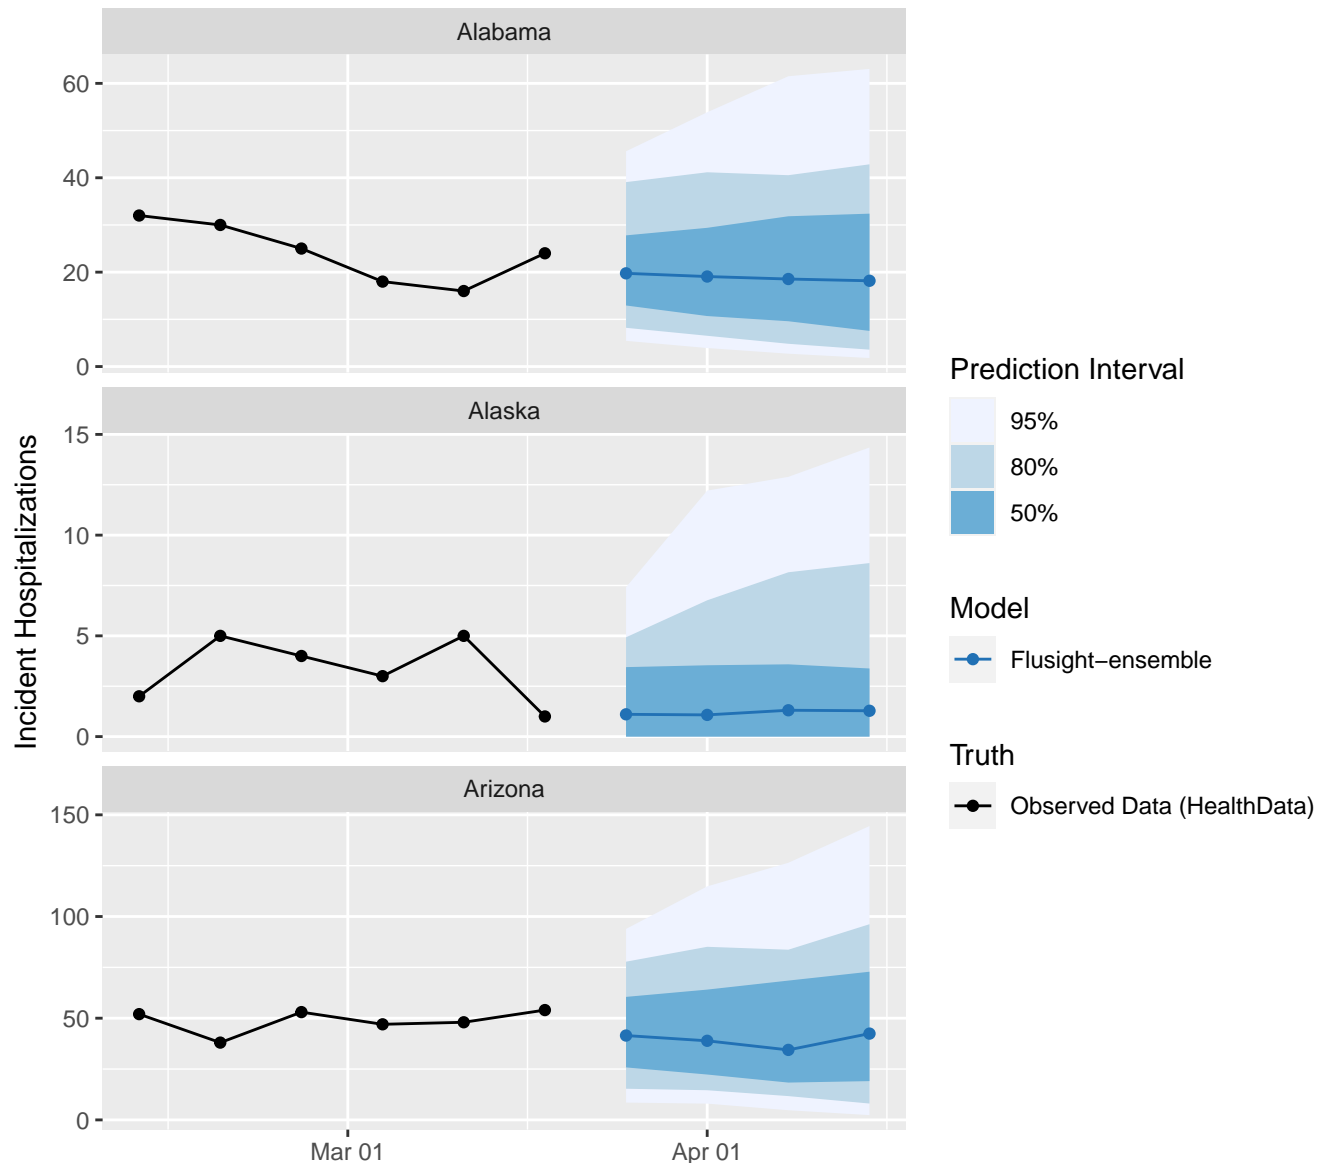 Alabama
60
40
20
0
Alaska
15
10
5
0
Arizona
150
100
50
0
Mar 01
Apr 01
Incident Hospitalizations
Prediction Interval
95%
80%
50%
Model
Flusight−ensemble
Truth
Observed Data (HealthData)